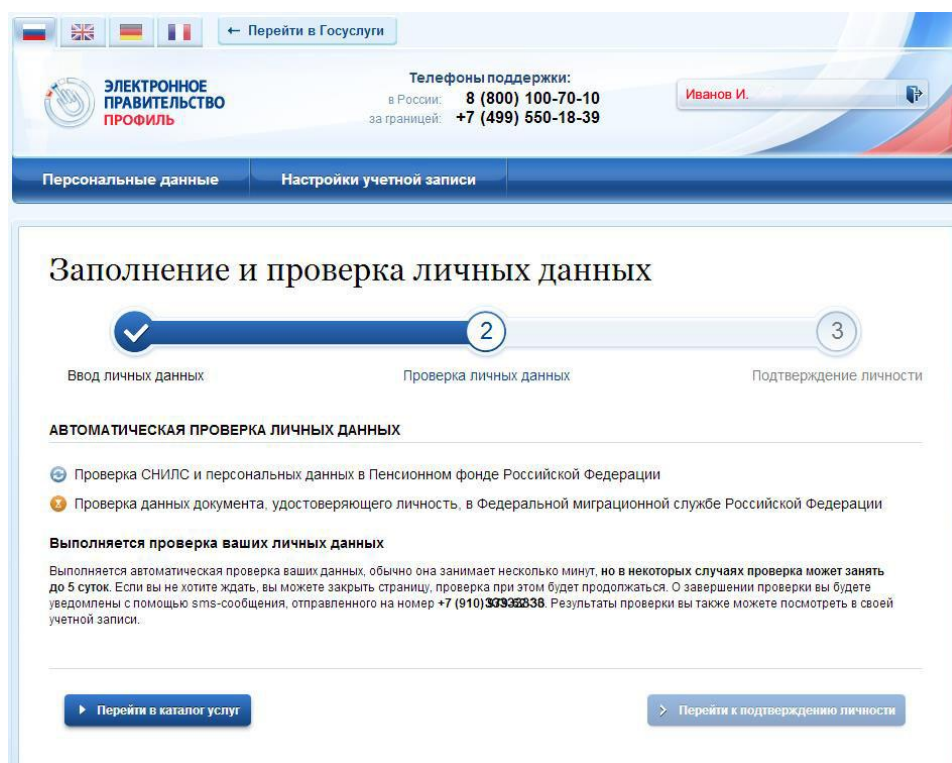 ← Перейти в Госуслуги
ЭЛЕКТРОННОЕ
ПРАВИТЕЛЬСТВО
ПРОФИЛЬ
Телефоны поддержки:
в России: 8 (800) 100-70-10
за границей: +7 (499) 550-18-39
Иванов И.
Персональные данные Настройки учетной записи
Заполнение и проверка личных данных
2 3
Ввод личных данных Проверка личных данных Подтверждение личности
АВТОМАТИЧЕСКАЯ ПРОВЕРКА ЛИЧНЫХ ДАННЫХ
Проверка СНИЛС и персональных данных в Пенсионном фонде Российской Федерации
Проверка данных документа, удостоверяющего личность, в Федеральной миграционной службе Российской Федерации
Выполняется проверка ваших личных данных
Выполняется автоматическая проверка ваших данных, обычно она занимает несколько минут, но в некоторых случаях проверка может занять
до 5 суток. Если вы не хотите ждать, вы можете закрыть страницу, проверка при этом будет продолжаться. О завершении проверки вы будете
уведомлены с помощью sms-сообщения, отправленного на номер +7 (910) . Результаты проверки вы также можете посмотреть в своей
учетной записи.
Перейти в каталог услуг
Перейти к подтверждению личности